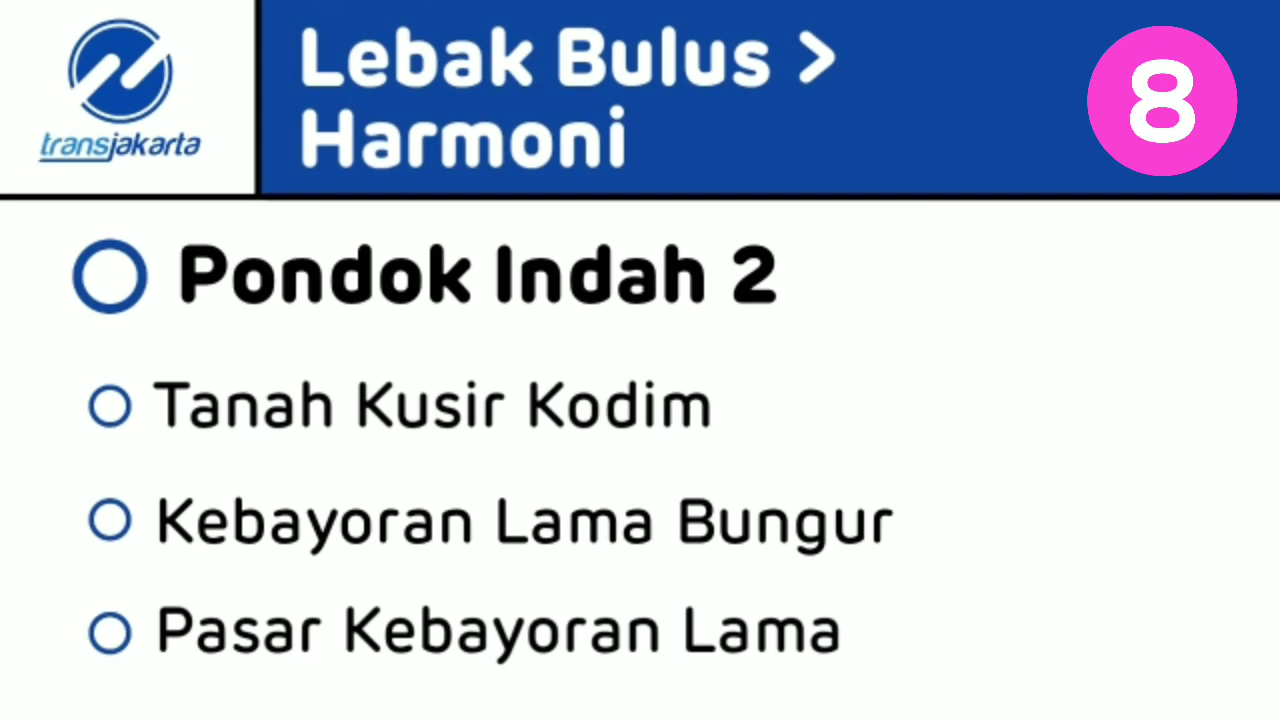 transjakarta
Lebak Bulus >
Harmoni
8
Pondok Indah 2
Tanah Kusir Kodim
Kebayoran Lama Bungur
Pasar Kebayoran Lama